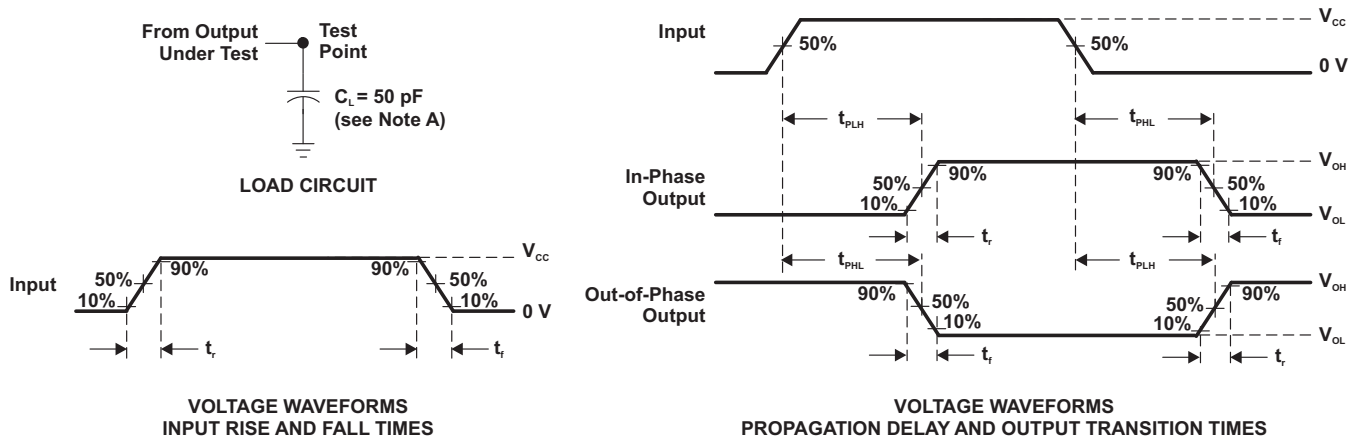 From Output
Under Test
Test
Point
C_L = 50 pF
(see Note A)
LOAD CIRCUIT
Input
V_CC
50%
90%
90%
50%
10%
10%
0 V
t_r
t_f
VOLTAGE WAVEFORMS
INPUT RISE AND FALL TIMES
Input
V_CC
50%
50%
0 V
t_PLH
t_PHL
In-Phase
Output
V_OH
90%
90%
50%
50%
10%
10%
V_OL
t_r
t_f
t_PHL
t_PLH
Out-of-Phase
Output
V_OH
90%
90%
50%
50%
10%
10%
V_OL
t_f
t_r
VOLTAGE WAVEFORMS
PROPAGATION DELAY AND OUTPUT TRANSITION TIMES